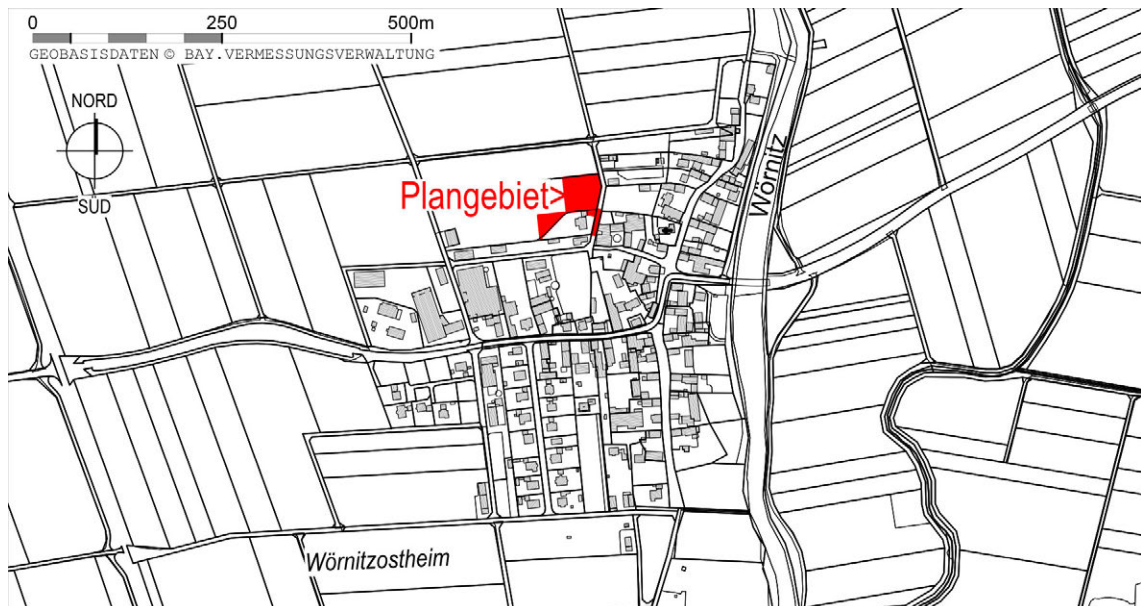 0 250 500m
GEOBASISDATEN © BAY.VERMESSUNGSVERWALTUNG
NORD
SÜD
Plangebiet>
Wörnitz
Wörnitzostheim